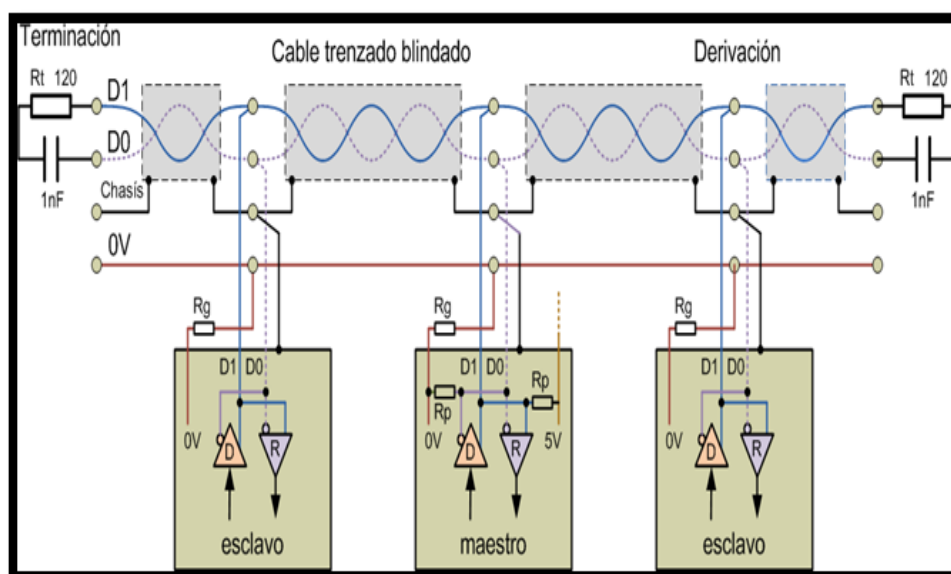 Terminación
Cable trenzado blindado
Derivación
Rt 120
D1
Rt 120
D0
1nF
Chasís
1nF
0V
Rg
Rg
Rg
D1 D0
D1 D0
D1 D0
Rp
Rp
0V
D
R
0V
D
R
5V
0V
D
R
esclavo
maestro
esclavo